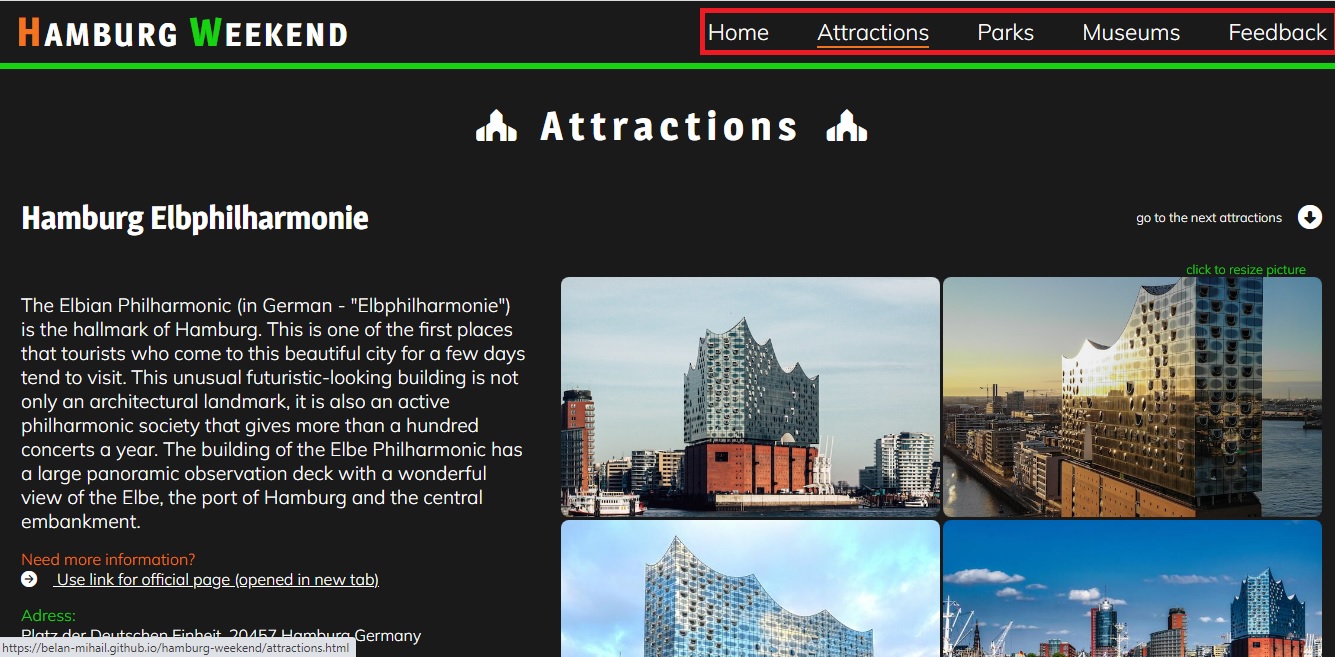 HAMBURG WEEKEND
Home Attractions Parks Museums Feedback
Attractions
Hamburg Elbphilharmonie
go to the next attractions
click to resize picture
The Elbian Philharmonic (in German - "Elbphilharmonie")
is the hallmark of Hamburg. This is one of the first places
that tourists who come to this beautiful city for a few days
tend to visit. This unusual futuristic-looking building is not
only an architectural landmark, it is also an active
philharmonic society that gives more than a hundred
concerts a year. The building of the Elbe Philharmonic has
a large panoramic observation deck with a wonderful
view of the Elbe, the port of Hamburg and the central
embankment.
Need more information?
Use link for official page (opened in new tab)
Adress:
Platz der Deutschen Einheit, 20457 Hamburg Germany
https://belan-mihail.github.io/hamburg-weekend/attractions.html